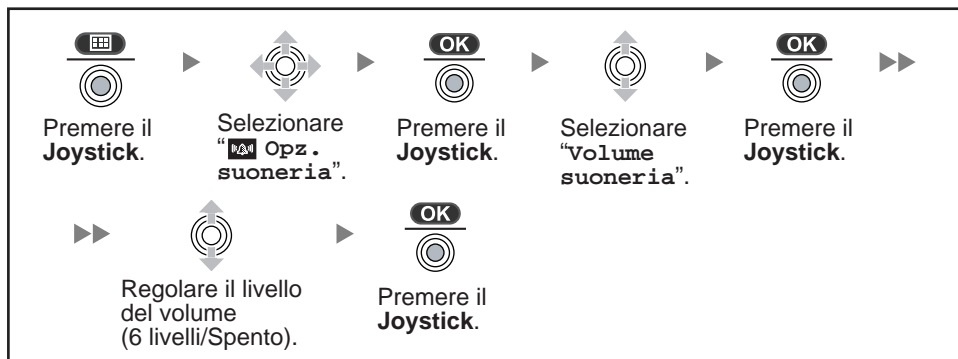 OK
OK
Premere il
Joystick.
Selezionare
“ Opz.
suoneria”.
Premere il
Joystick.
Selezionare
“Volume
suoneria”.
Premere il
Joystick.
OK
Regolare il livello
del volume
(6 livelli/Spento).
Premere il
Joystick.